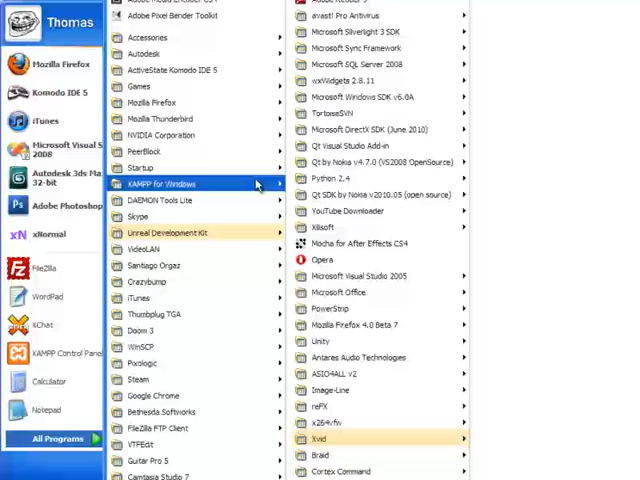 Thomas
Mozilla Firefox
Komodo IDE 5
iTunes
Microsoft Visual S
2008
Autodesk 3ds Ma
32-bit
Adobe Photoshop
xNormal
FileZilla
WordPad
XChat
XAMPP Control Panel
Calculator
Notepad
All Programs
Adobe Pixel Bender Toolkit
Accessories
Autodesk
ActiveState Komodo IDE 5
Games
Mozilla Firefox
Mozilla Thunderbird
NVIDIA Corporation
PeerBlock
Startup
XAMPP for Windows
DAEMON Tools Lite
Skype
Unreal Development Kit
VideoLAN
Santiago Orgaz
Crazybump
iTunes
Thumbplug TGA
Doom 3
WinSCP
Pixologic
Steam
Google Chrome
Bethesda Softworks
FileZilla FTP Client
VTFEdit
Guitar Pro 5
Camtasia Studio 7
avast! Pro Antivirus
Microsoft Silverlight 3 SDK
Microsoft Sync Framework
Microsoft SQL Server 2008
wxWidgets 2.8.11
Microsoft Windows SDK v6.0A
TortoiseSVN
Microsoft DirectX SDK (June 2010)
Qt Visual Studio Add-in
Qt by Nokia v4.7.0 (VS2008 OpenSource)
Python 2.4
Qt SDK by Nokia v2010.05 (open source)
YouTube Downloader
Xilisoft
Mocha for After Effects CS4
Opera
Microsoft Visual Studio 2005
Microsoft Office
PowerStrip
Mozilla Firefox 4.0 Beta 7
Unity
Antares Audio Technologies
ASIO4ALL v2
Image-Line
reFX
x264vfw
Xvid
Braid
Cortex Command